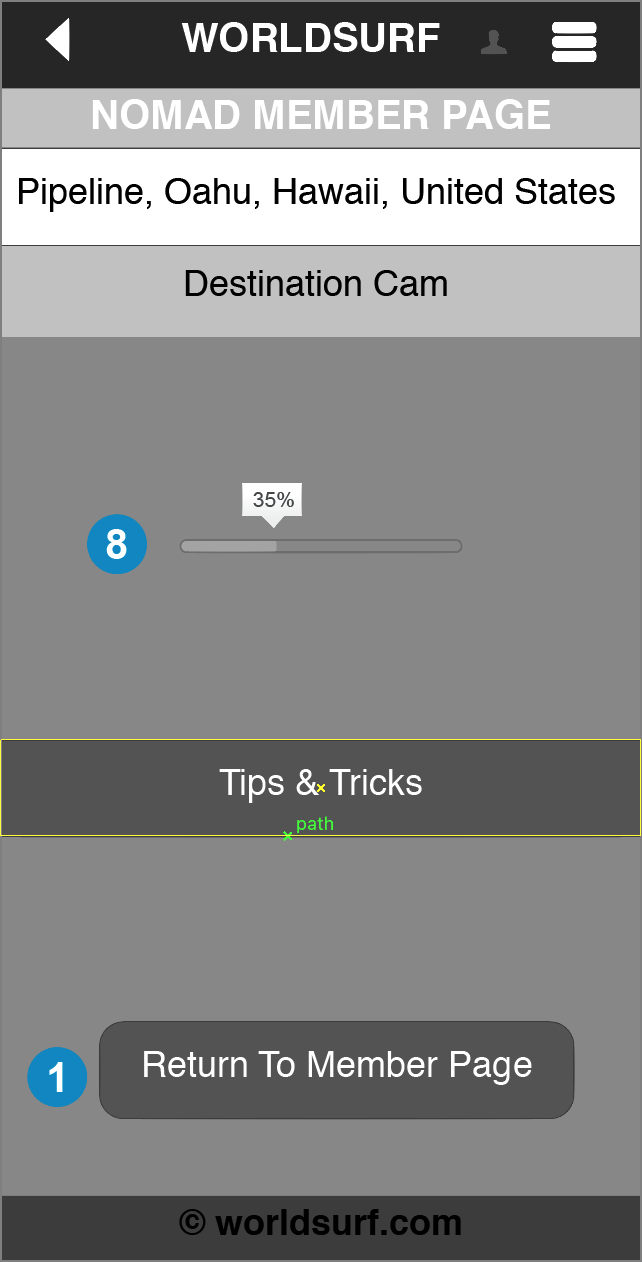 WORLDSURF
NOMAD MEMBER PAGE
Pipeline, Oahu, Hawaii, United States
Destination Cam
35%
8
Tips & Tricks
path
1
Return To Member Page
© worldsurf.com